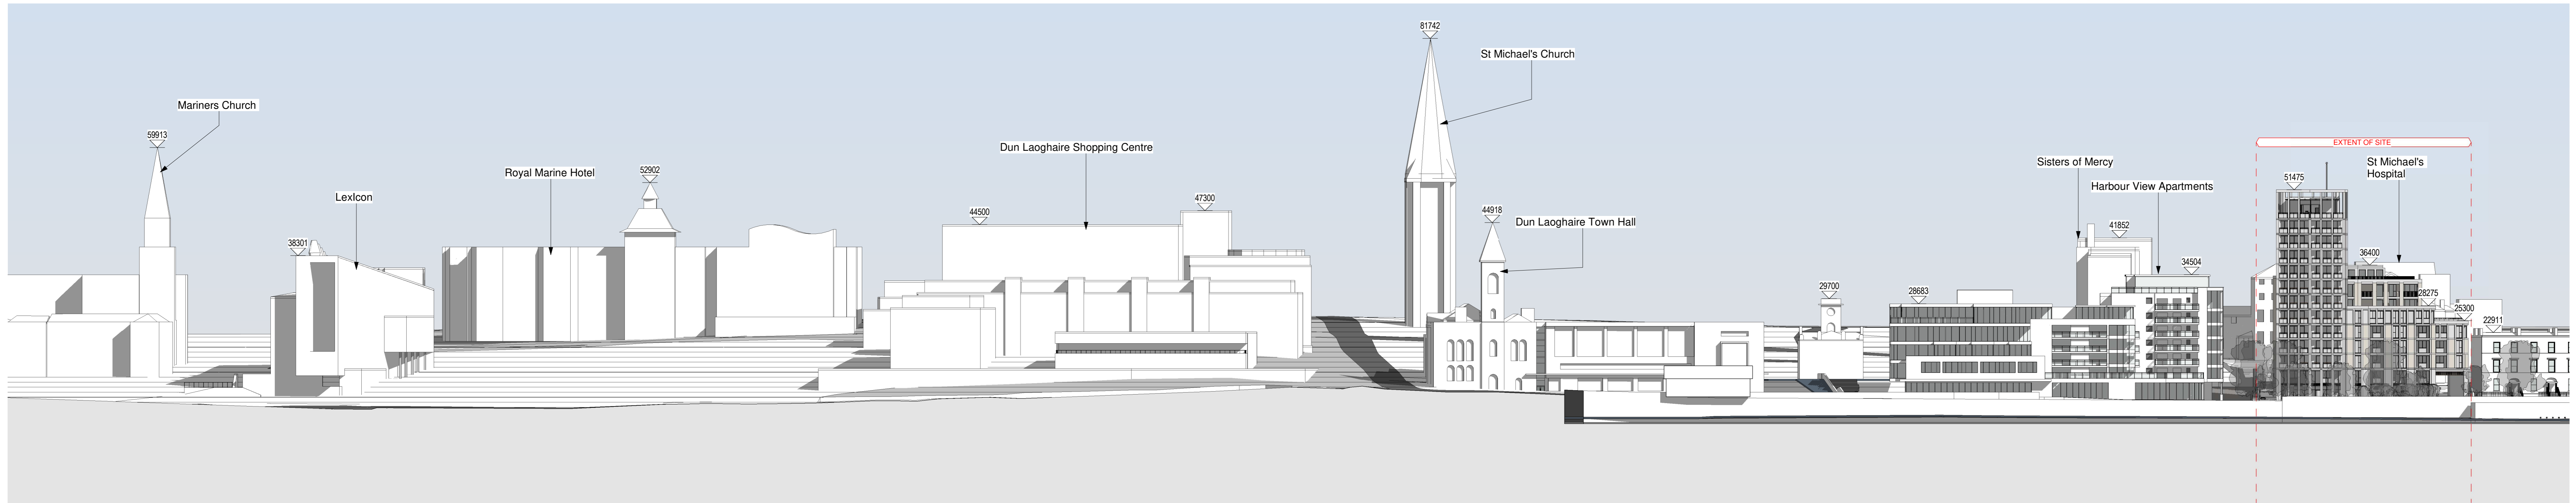 81742
St Michael's Church
Mariners Church
59913
EXTENT OF SITE
Dun Laoghaire Shopping Centre
Royal Marine Hotel
52902
Sisters of Mercy
St Michael's
Hospital
51475
Harbour View Apartments
LexIcon
47300
44500
44918
Dun Laoghaire Town Hall
41852
38301
36400
34504
29700
28683
28275
25300
22911